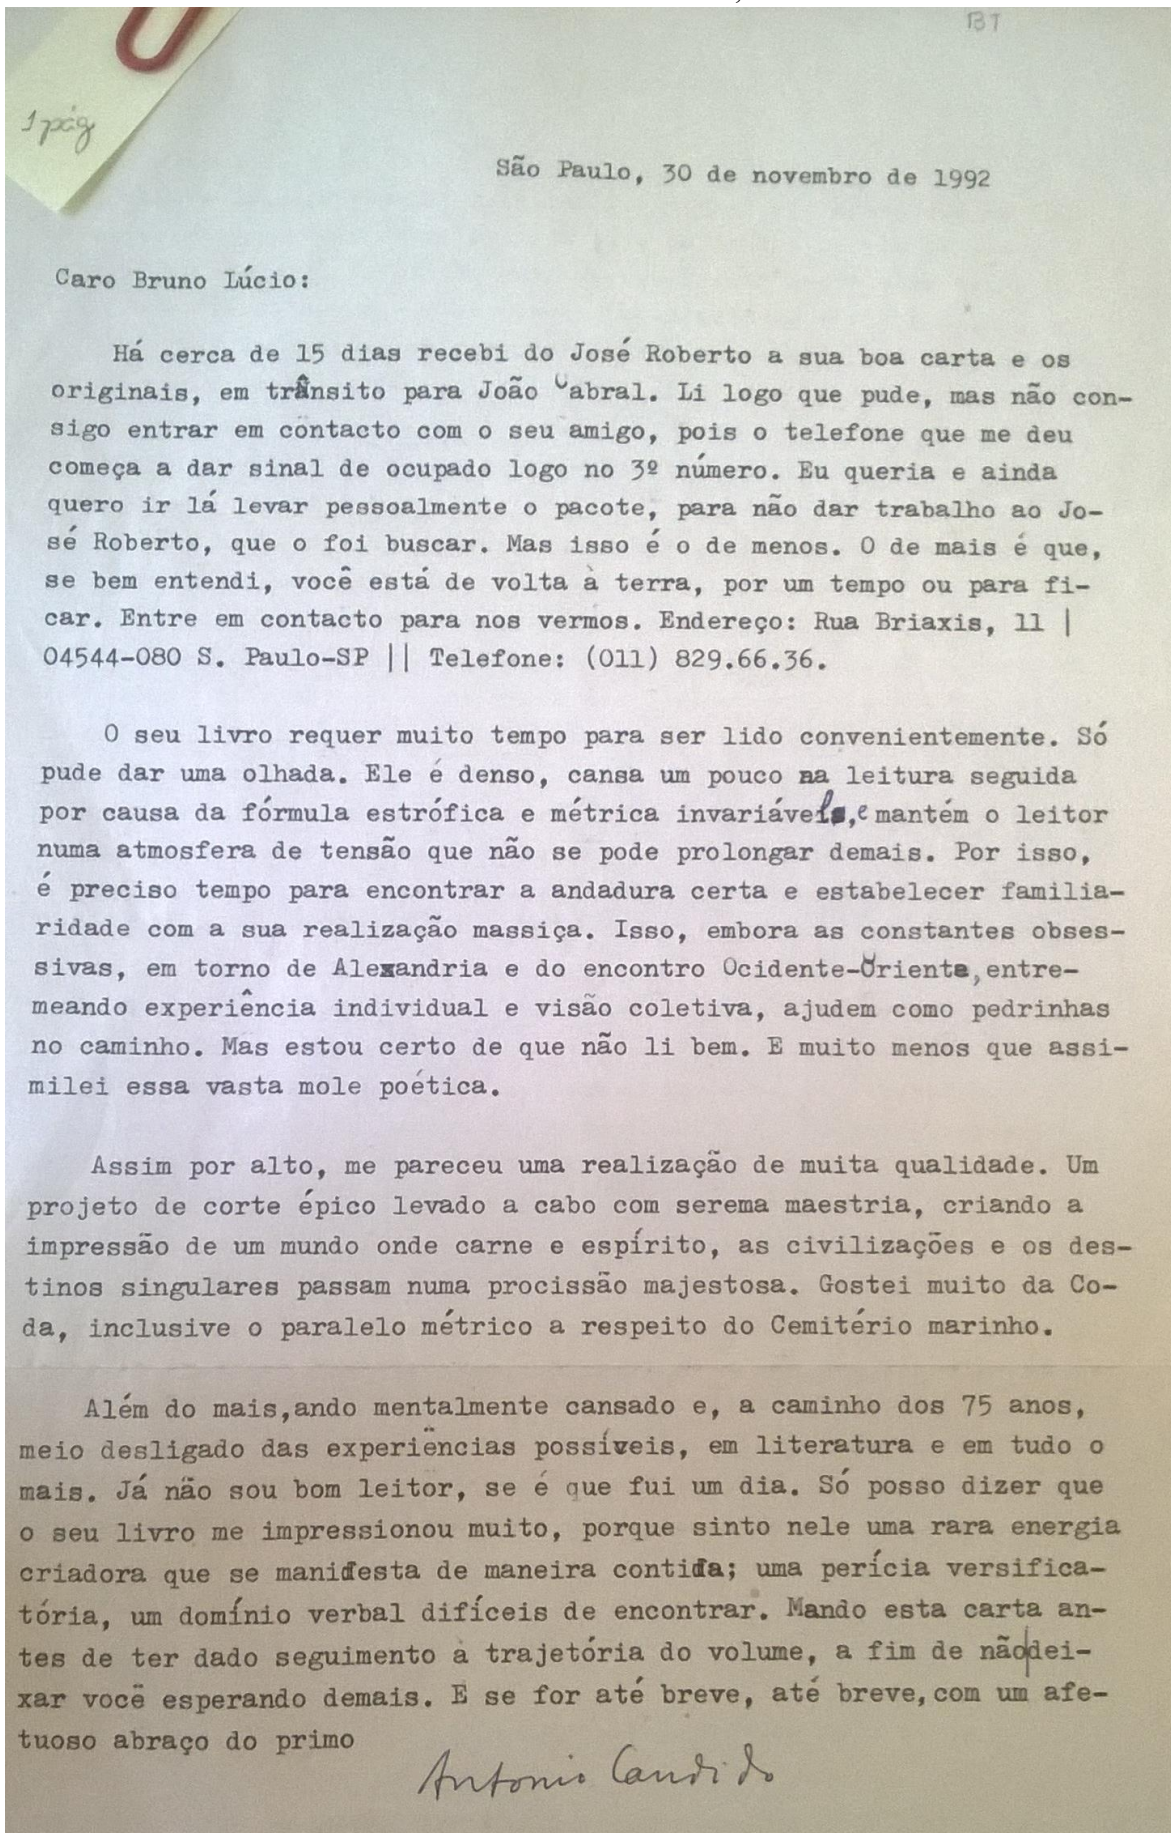 BT
1 pág
São Paulo, 30 de novembro de 1992
Caro Bruno Lúcio:
Há cerca de 15 dias recebi do José Roberto a sua boa carta e os
originais, em trânsito para João Cabral. Li logo que pude, mas não con-
sigo entrar em contacto com o seu amigo, pois o telefone que me deu
começa a dar sinal de ocupado logo no 3º número. Eu queria e ainda
quero ir lá levar pessoalmente o pacote, para não dar trabalho ao Jo-
sé Roberto, que o foi buscar. Mas isso é o de menos. O de mais é que,
se bem entendi, você está de volta à terra, por um tempo ou para fi-
car. Entre em contacto para nos vermos. Endereço: Rua Briaxis, 11 |
04544-080 S. Paulo-SP || Telefone: (011) 829.66.36.
O seu livro requer muito tempo para ser lido convenientemente. Só
pude dar uma olhada. Ele é denso, cansa um pouco na leitura seguida
por causa da fórmula estrófica e métrica invariável, e mantém o leitor
numa atmosfera de tensão que não se pode prolongar demais. Por isso,
é preciso tempo para encontrar a andadura certa e estabelecer familia-
ridade com a sua realização massiça. Isso, embora as constantes obses-
sivas, em torno de Alexandria e do encontro Ocidente-Oriente, entre-
meando experiência individual e visão coletiva, ajudem como pedrinhas
no caminho. Mas estou certo de que não li bem. E muito menos que assi-
milei essa vasta mole poética.
Assim por alto, me pareceu uma realização de muita qualidade. Um
projeto de corte épico levado a cabo com serema maestria, criando a
impressão de um mundo onde carne e espírito, as civilizações e os des-
tinos singulares passam numa procissão majestosa. Gostei muito da Co-
da, inclusive o paralelo métrico a respeito do Cemitério marinho.
Além do mais,ando mentalmente cansado e, a caminho dos 75 anos,
meio desligado das experiências possíveis, em literatura e em tudo o
mais. Já não sou bom leitor, se é que fui um dia. Só posso dizer que
o seu livro me impressionou muito, porque sinto nele uma rara energia
criadora que se manifesta de maneira contida; uma perícia versifica-
tória, um domínio verbal difíceis de encontrar. Mando esta carta an-
tes de ter dado seguimento à trajetória do volume, a fim de não|dei-
xar você esperando demais. E se for até breve, até breve, com um afe-
tuoso abraço do primo
Antonio Candido